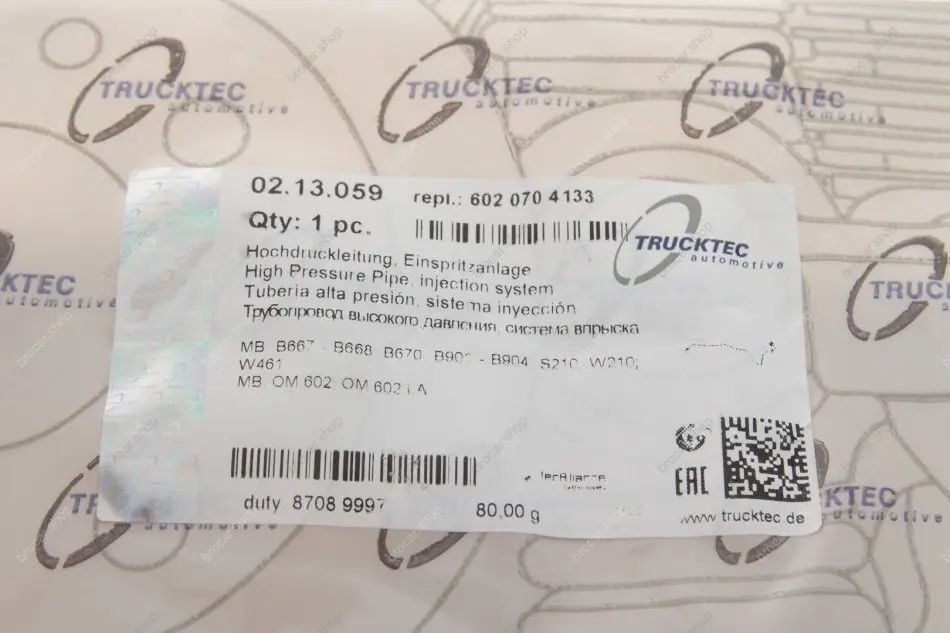 TRUCKTEC
automotive
TRUCKTEC
automotive
TRUCKTEC
automotive
02.13.059
repl.: 602 070 4133
Qty: 1 pc.
TRUCKTEC
automotive
Hochdruckleitung, Einspritzanlage
High Pressure Pipe, injection system
Tuberia alta presión, sistema inyección
Трубопровод высокого давления, система впрыска
MB B667 - B668 B670 - B904 S210, W210;
W461
MB. OM 602 OM 602
TRUCKTEC
automotive
EAC
duty 8708 9997
80,00 g
www.trucktec.de
TRUCKTEC
automotive
brocar.shop